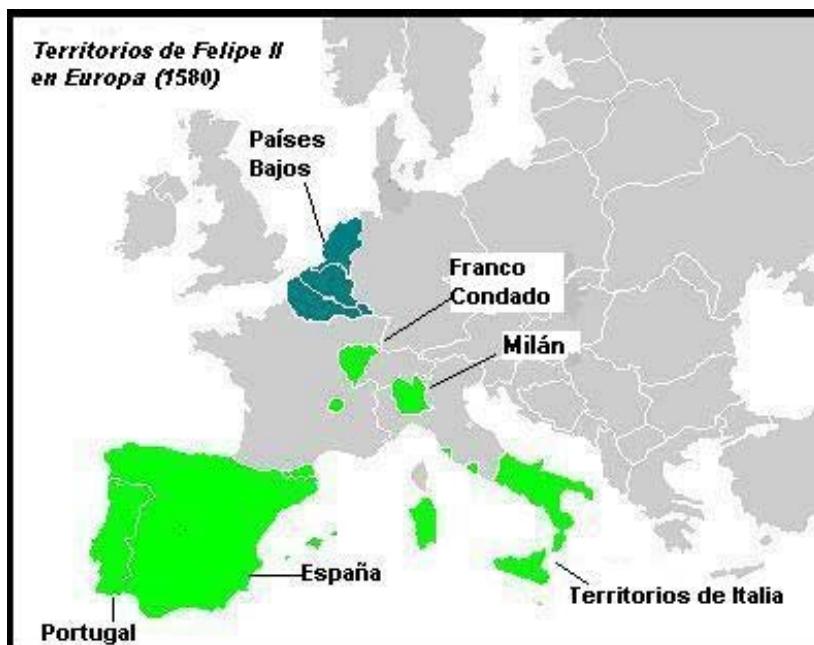 Territorios de Felipe II
en Europa (1580)
Países
Bajos
Franco
Condado
Milán
España
Territorios de Italia
Portugal